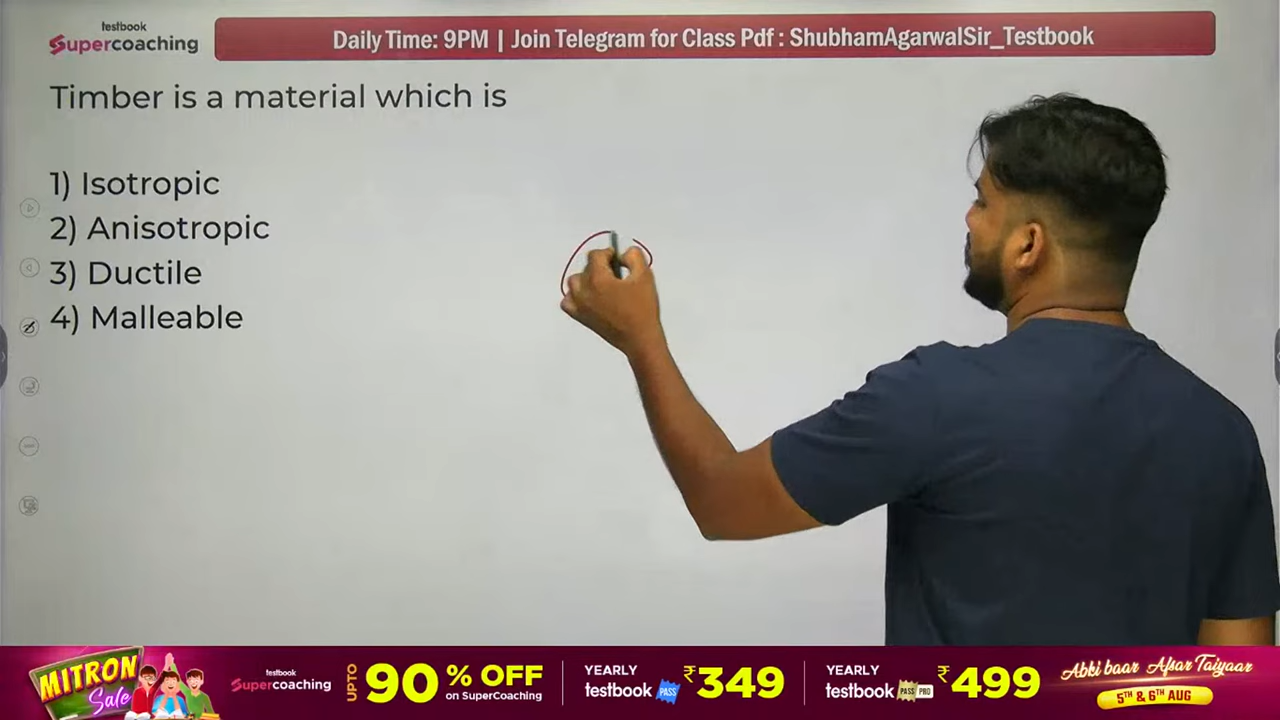 testbook
Supercoaching
Daily Time: 9PM | Join Telegram for Class Pdf : ShubhamAgarwalSir_Testbook
Timber is a material which is
1) Isotropic
2) Anisotropic
3) Ductile
4) Malleable
MITRON
Sale
testbook
Supercoaching
UPTO
90 % OFF
on SuperCoaching
YEARLY
testbook PASS
₹349
YEARLY
testbook PASS PRO
₹499
Abki baar Afsar Taiyaar
5TH & 6TH AUG